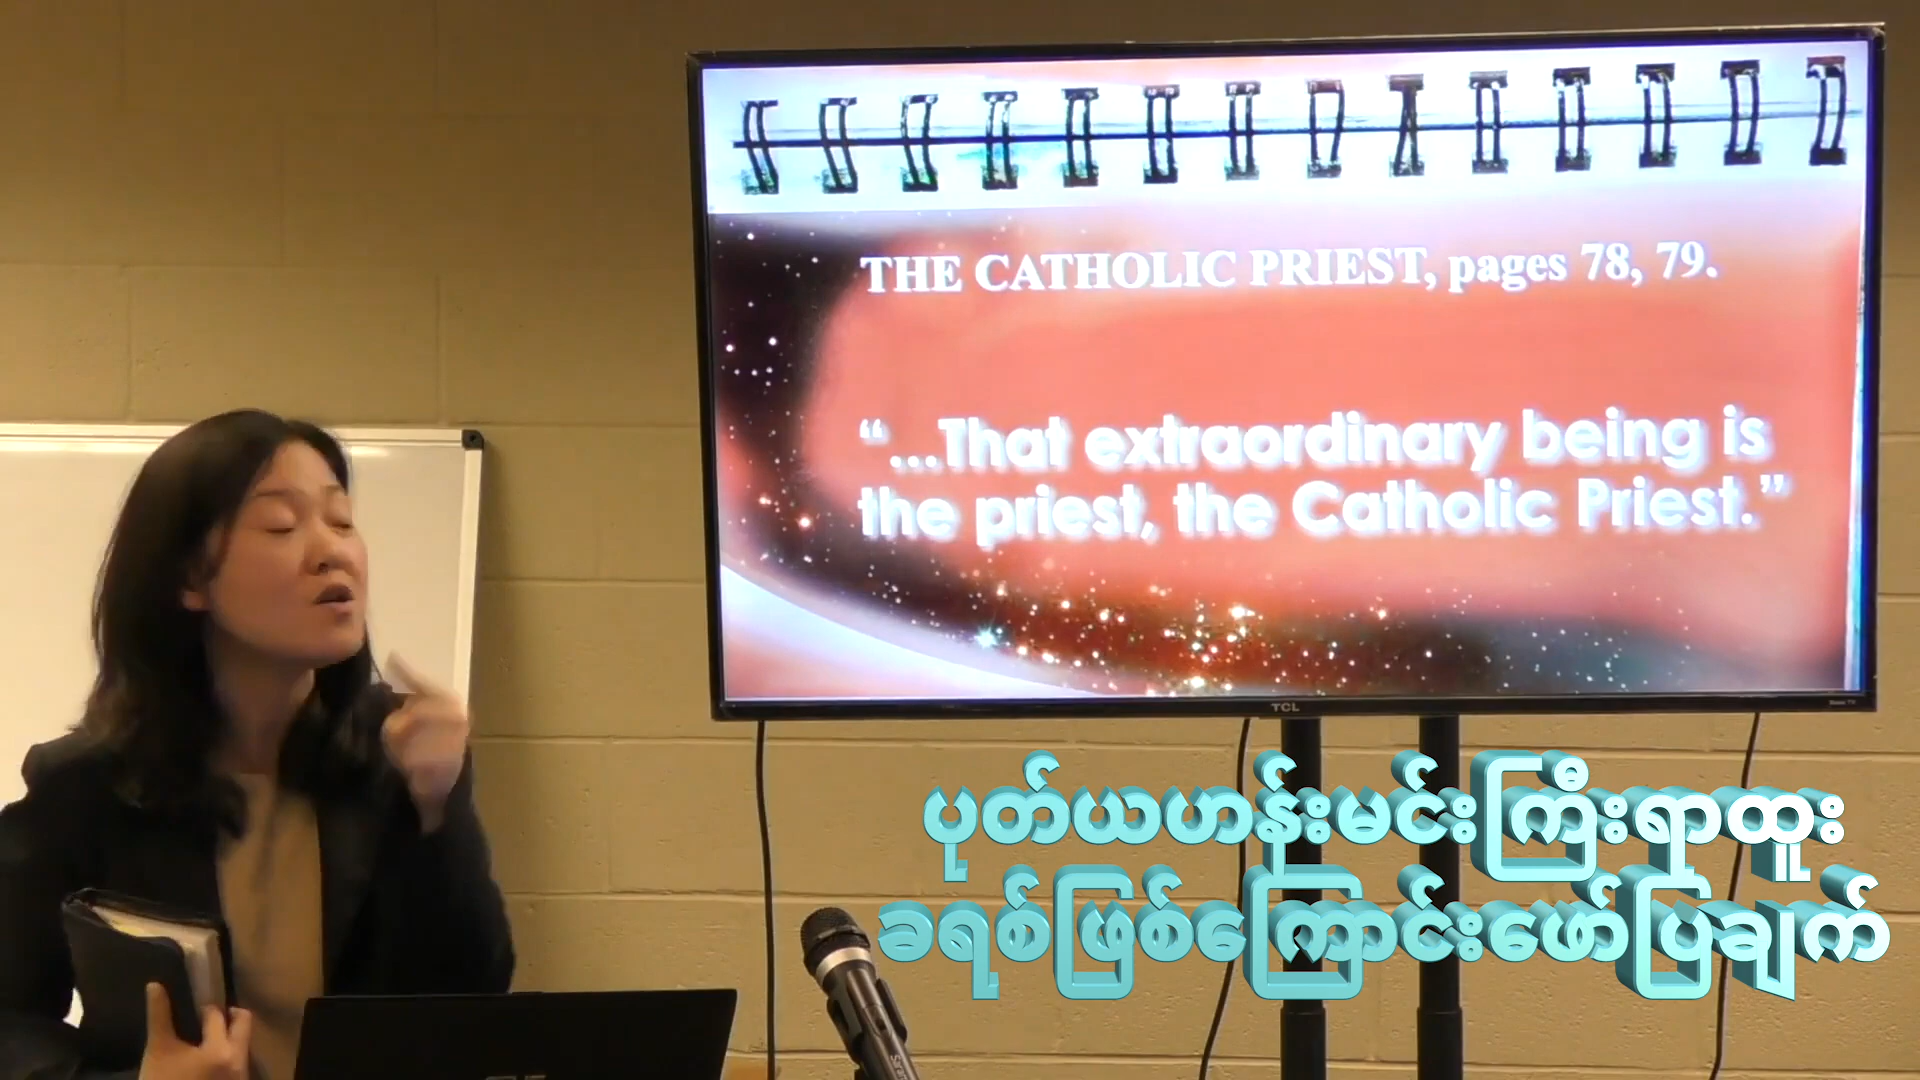 THE CATHOLIC PRIEST, pages 78, 79.
“...That extraordinary being is
the priest, the Catholic Priest.”
TCL
ပုတ်ယဟန်းမင်းကြီးရာထူး
ခရစ်ဖြစ်ကြောင်းဖော်ပြချက်